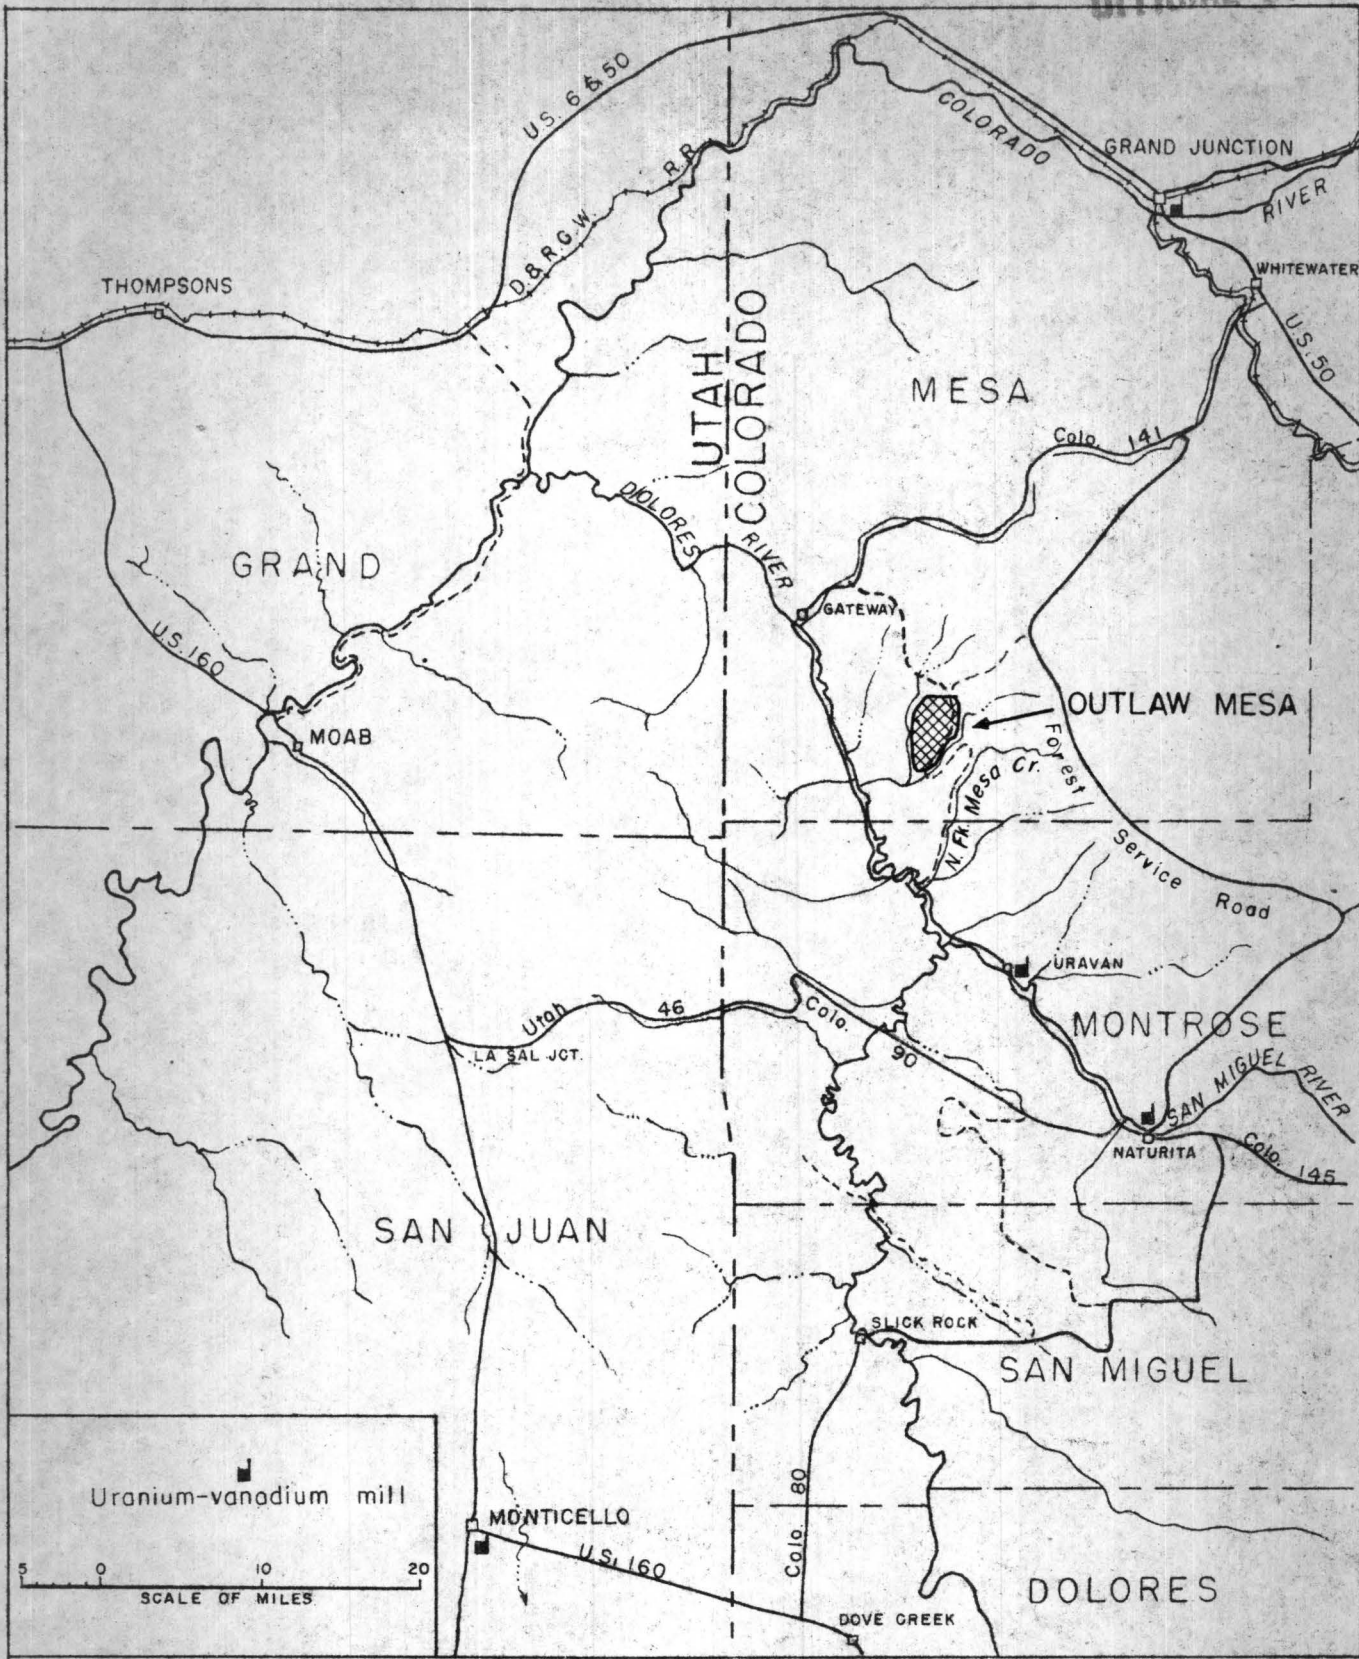 U.S. 6 & 50
COLORADO
GRAND JUNCTION
RIVER
D. & R. G. W. R.R.
WHITEWATER
THOMPSONS
U.S. 50
UTAH
COLORADO
MESA
Colo. 141
DOLORES
RIVER
GRAND
GATEWAY
U.S. 160
OUTLAW MESA
MOAB
Forest Service Road
N. Fk. Mesa Cr.
URAVAN
Utah 46
Colo. 90
LA SAL JCT.
MONTROSE
SAN MIGUEL RIVER
NATURITA
Colo. 145
SAN JUAN
SLICK ROCK
SAN MIGUEL
Uranium-vanadium mill
MONTICELLO
Colo. 80
U.S. 160
5 0 10 20
SCALE OF MILES
DOLORES
DOVE CREEK